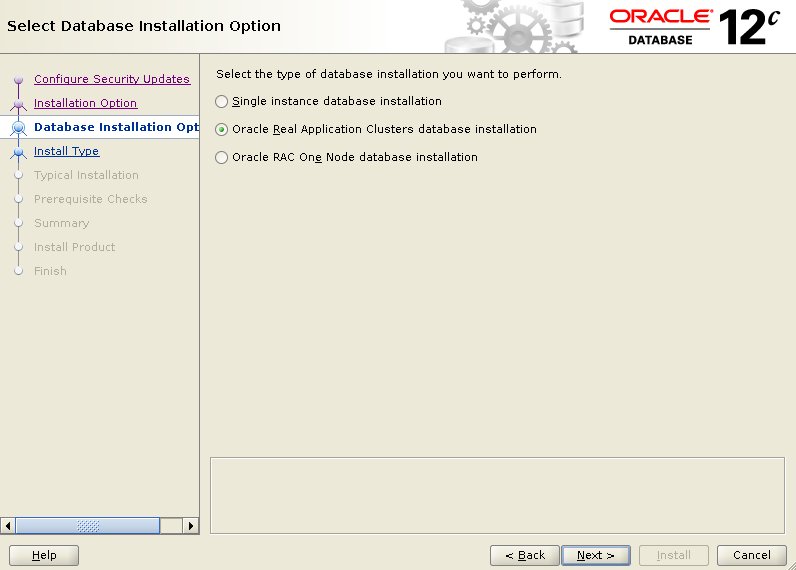 Select Database Installation Option
ORACLE®
DATABASE
12c
Configure Security Updates
Installation Option
Database Installation Opt
Install Type
Typical Installation
Prerequisite Checks
Summary
Install Product
Finish
Select the type of database installation you want to perform.
Single instance database installation
Oracle Real Application Clusters database installation
Oracle RAC One Node database installation
Help
< Back
Next >
Install
Cancel